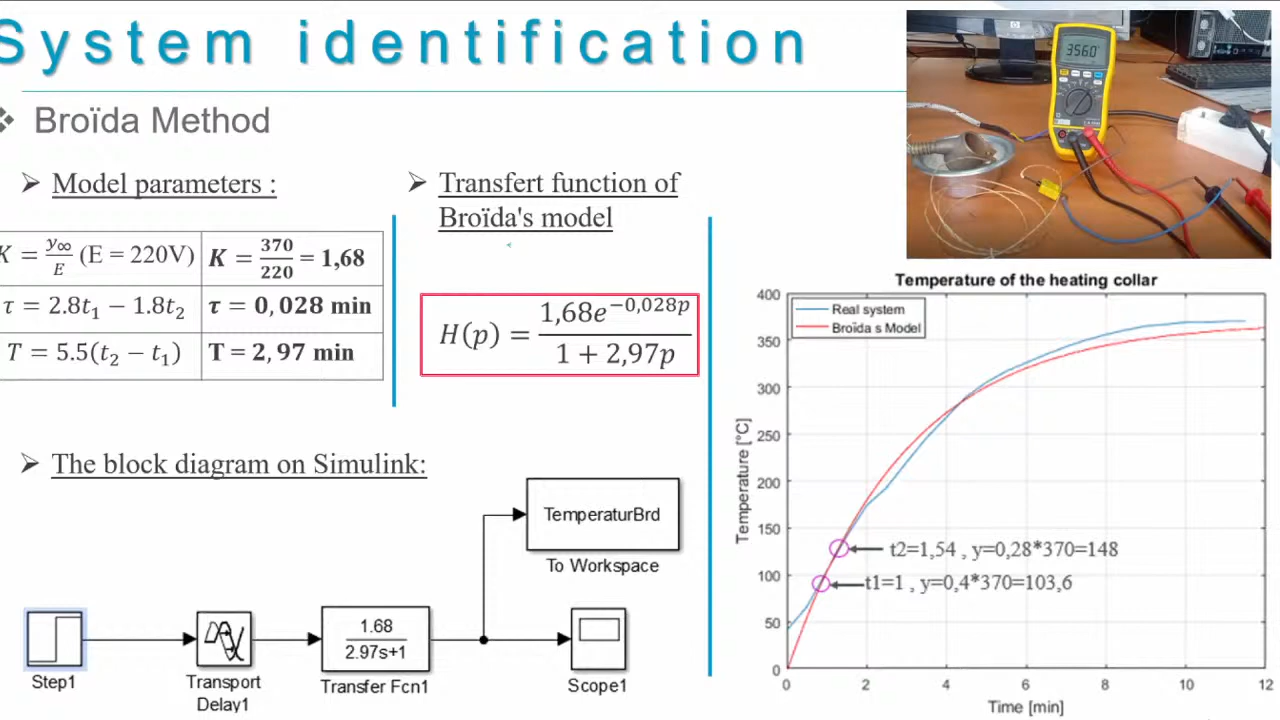 System identification
Broïda Method
Model parameters :
K = y∞/E (E = 220V)
K = 370/220 = 1,68
τ = 2.8t₁ − 1.8t₂
τ = 0,028 min
T = 5.5(t₂ − t₁)
T = 2,97 min
Transfert function of
Broïda's model
H(p) = 1,68e^−0,028p / 1 + 2,97p
The block diagram on Simulink:
TemperaturBrd
To Workspace
Step1
Transport
Delay1
1.68
2.97s+1
Transfer Fcn1
Scope1
356.0
Temperature of the heating collar
Real system
Broïda s Model
Temperature [°C]
400
350
300
250
200
150
100
50
0
t2=1,54 , y=0,28*370=148
t1=1 , y=0,4*370=103,6
0 2 4 6 8 10 12
Time [min]